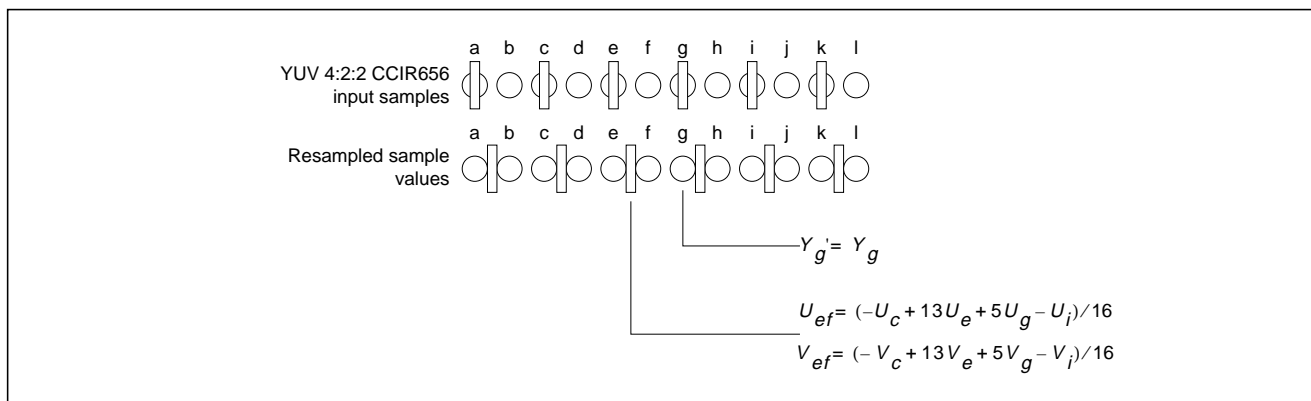 a b c d e f g h i j k l
YUV 4:2:2 CCIR656
input samples
a b c d e f g h i j k l
Resampled sample
values
Y_g' = Y_g
U_ef = (–U_c + 13U_e + 5U_g – U_i)/16
V_ef = (–V_c + 13V_e + 5V_g – V_i)/16